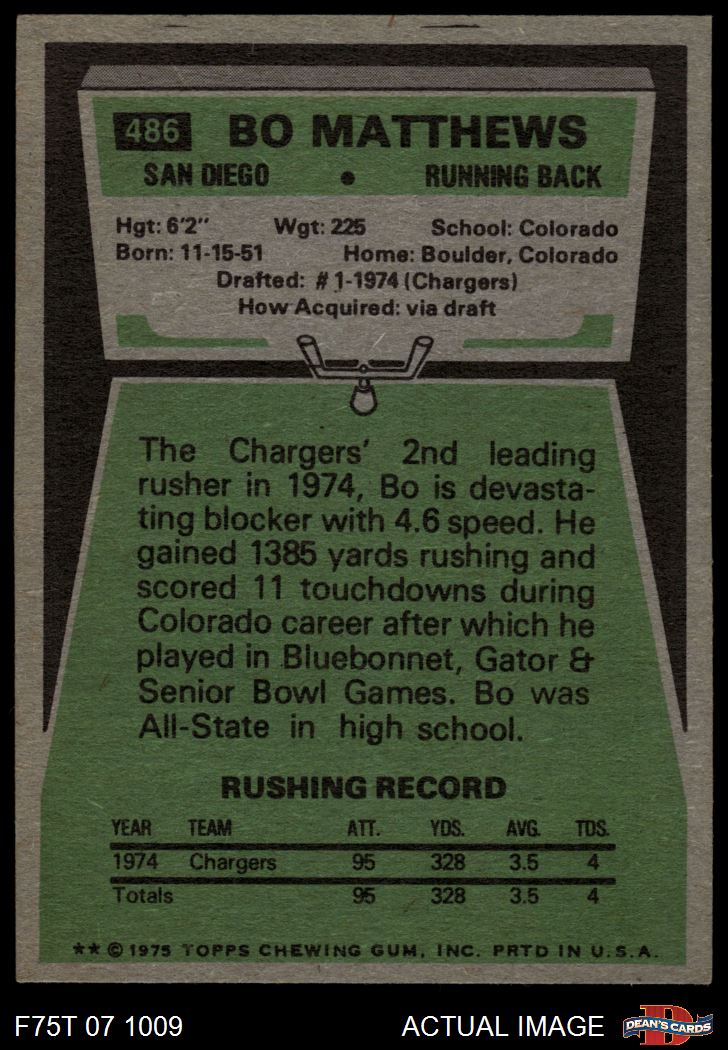 486 BO MATTHEWS
SAN DIEGO • RUNNING BACK
Hgt: 6'2" Wgt: 225 School: Colorado
Born: 11-15-51 Home: Boulder, Colorado
Drafted: #1-1974 (Chargers)
How Acquired: via draft
The Chargers' 2nd leading
rusher in 1974, Bo is devasta-
ting blocker with 4.6 speed. He
gained 1385 yards rushing and
scored 11 touchdowns during
Colorado career after which he
played in Bluebonnet, Gator &
Senior Bowl Games. Bo was
All-State in high school.
RUSHING RECORD
YEAR TEAM ATT. YDS. AVG. TDS.
1974 Chargers 95 328 3.5 4
Totals 95 328 3.5 4
** © 1975 TOPPS CHEWING GUM, INC. PRTD IN U.S.A.
F75T 07 1009 ACTUAL IMAGE D DEAN'S CARDS